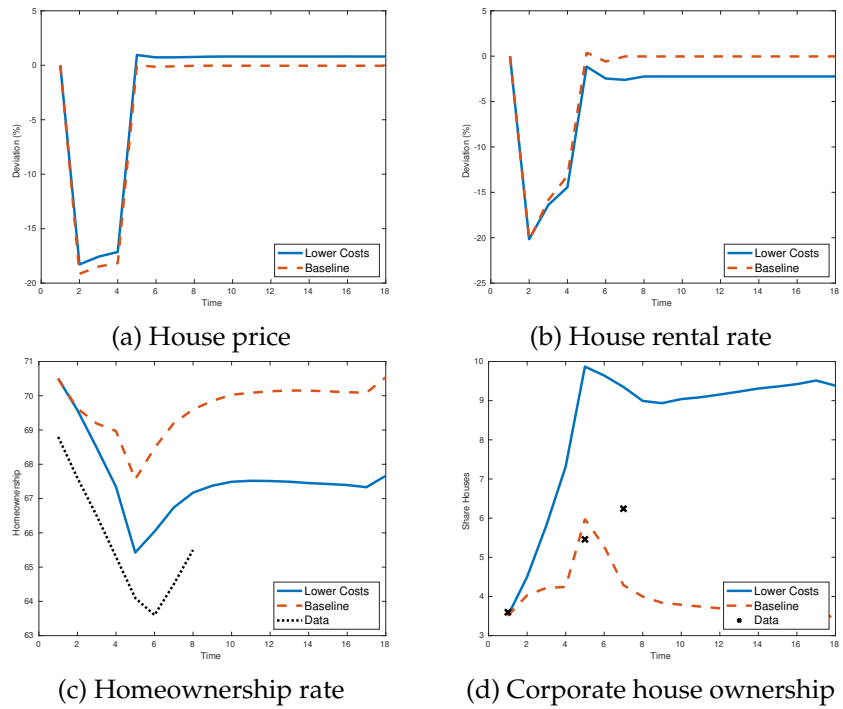 5
0
-5
-10
-15
-20
Deviation (%)
0 2 4 6 8 10 12 14 16 18
Time
Lower Costs
Baseline
(a) House price
5
0
-5
-10
-15
-20
-25
Deviation (%)
0 2 4 6 8 10 12 14 16 18
Time
Lower Costs
Baseline
(b) House rental rate
71
70
69
68
67
66
65
64
63
Homeownership
0 2 4 6 8 10 12 14 16 18
Time
Lower Costs
Baseline
Data
(c) Homeownership rate
10
9
8
7
6
5
4
3
Share Houses
0 2 4 6 8 10 12 14 16 18
Time
Lower Costs
Baseline
Data
(d) Corporate house ownership